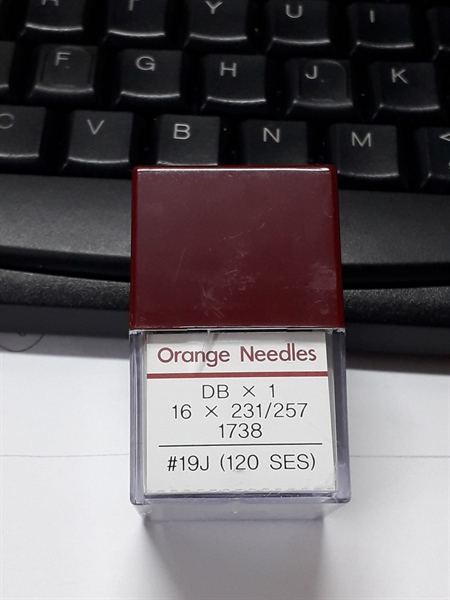 R T Y U I
F G H J K
C V B N M <
Orange Needles
DB × 1
16 × 231/257
1738
#19J (120 SES)